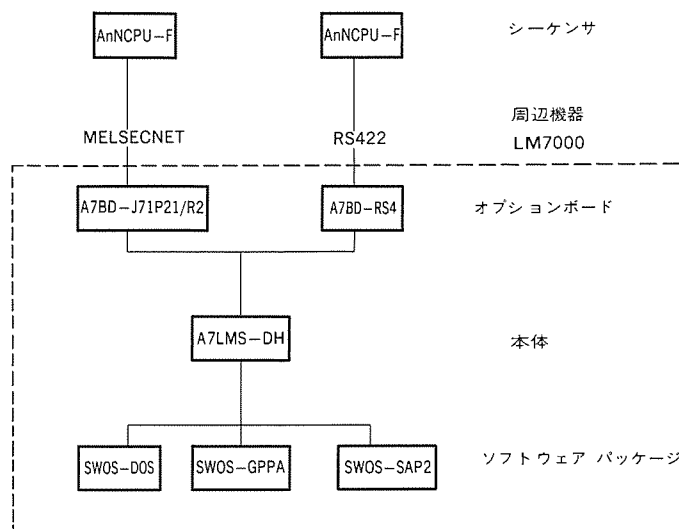 AnNCPU-F AnNCPU-F シーケンサ
周辺機器
MELSECNET RS422 LM7000
A7BD-J71P21/R2 A7BD-RS4 オプションボード
A7LMS-DH 本体
SWOS-DOS SWOS-GPPA SWOS-SAP2 ソフトウェア パッケージ